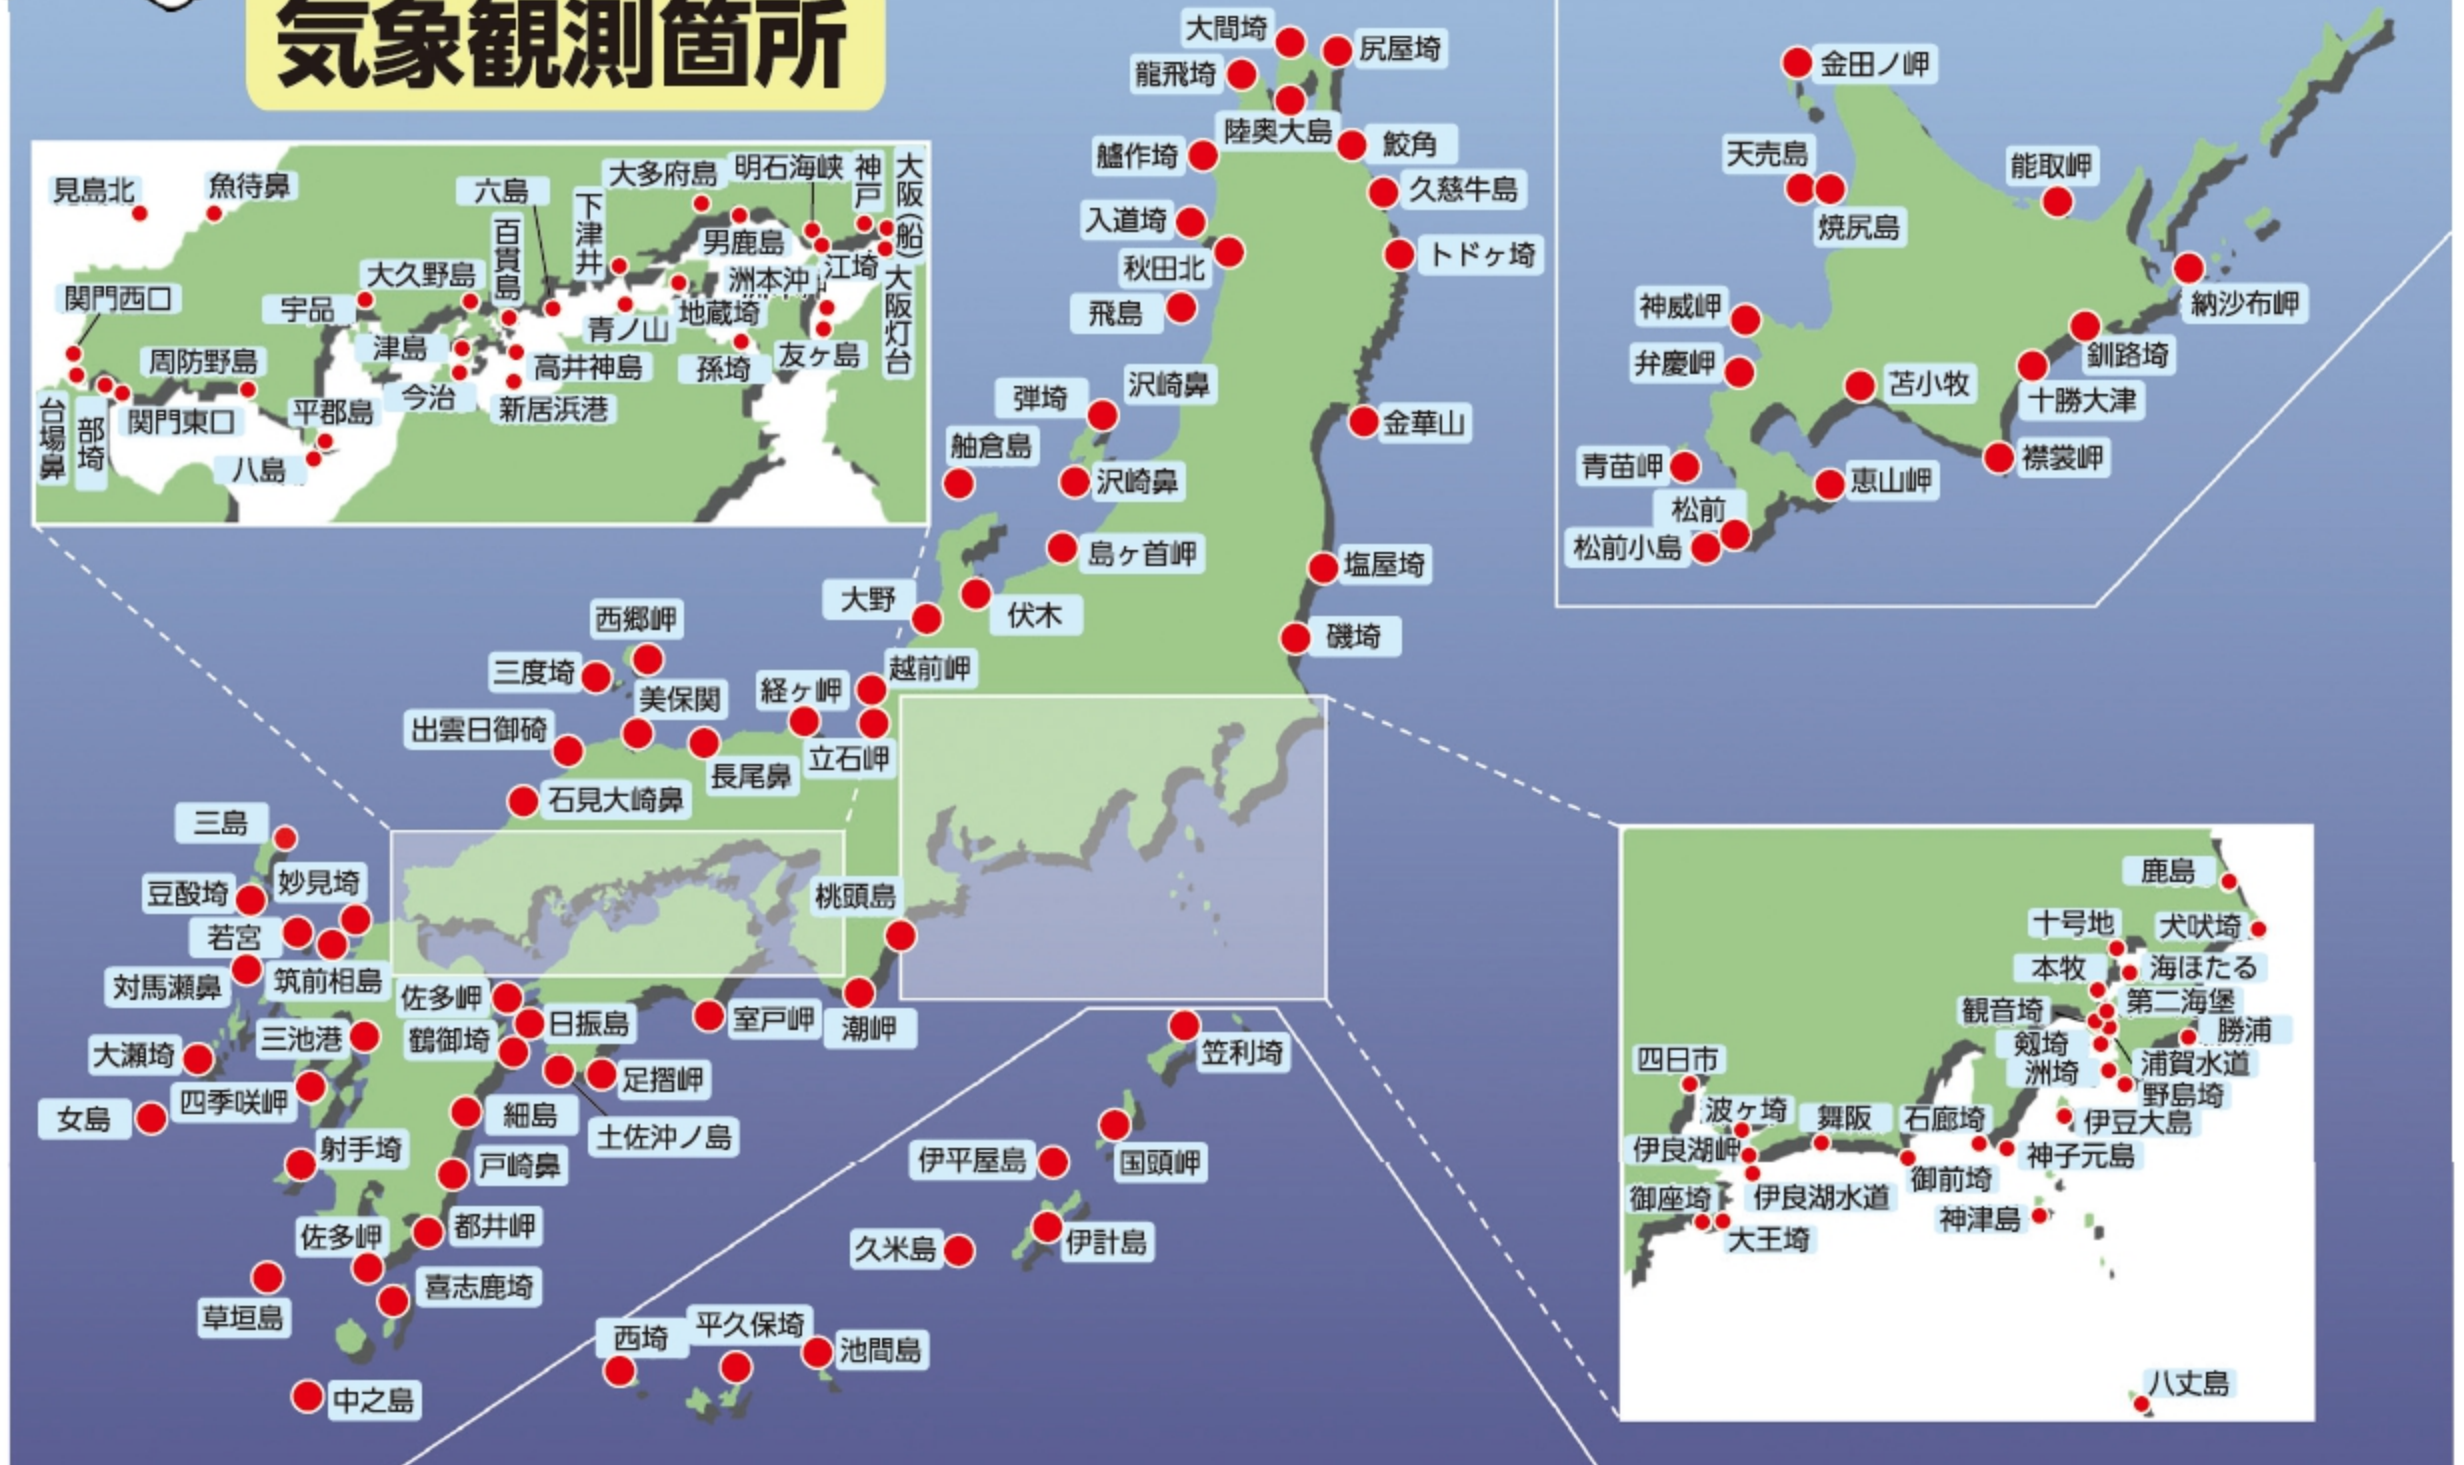 気象観測箇所
見島北
魚待鼻
六島
百貫島
下津井
大多府島
明石海峡
神戸
大阪(船)
男鹿島
江埼
大久野島
洲本沖
関門西口
宇品
地蔵埼
大阪灯台
青ノ山
津島
周防野島
高井神島
孫埼
友ヶ島
今治
新居浜港
台場鼻
部埼
関門東口
平郡島
八島
大間埼
尻屋埼
龍飛埼
陸奥大島
鮫角
艫作埼
久慈牛島
入道埼
秋田北
トドヶ埼
飛島
沢崎鼻
弾埼
金華山
舳倉島
沢崎鼻
島ヶ首岬
塩屋埼
大野
伏木
磯埼
金田ノ岬
天売島
焼尻島
能取岬
納沙布岬
神威岬
釧路埼
弁慶岬
苫小牧
十勝大津
襟裳岬
青苗岬
恵山岬
松前
松前小島
西郷岬
三度埼
越前岬
経ヶ岬
美保関
出雲日御碕
立石岬
長尾鼻
石見大崎鼻
三島
豆酘埼
妙見埼
桃頭島
若宮
対馬瀬鼻
筑前相島
佐多岬
日振島
室戸岬
潮岬
三池港
鶴御埼
大瀬埼
足摺岬
四季咲岬
女島
細島
土佐沖ノ島
射手埼
戸崎鼻
佐多岬
都井岬
草垣島
喜志鹿埼
中之島
笠利埼
伊平屋島
国頭岬
久米島
伊計島
西埼
平久保埼
池間島
鹿島
十号地
犬吠埼
本牧
海ほたる
観音埼
第二海堡
勝浦
剱埼
浦賀水道
四日市
洲埼
野島埼
波ヶ埼
舞阪
石廊埼
伊豆大島
伊良湖岬
神子元島
御前埼
御座埼
伊良湖水道
神津島
大王埼
八丈島